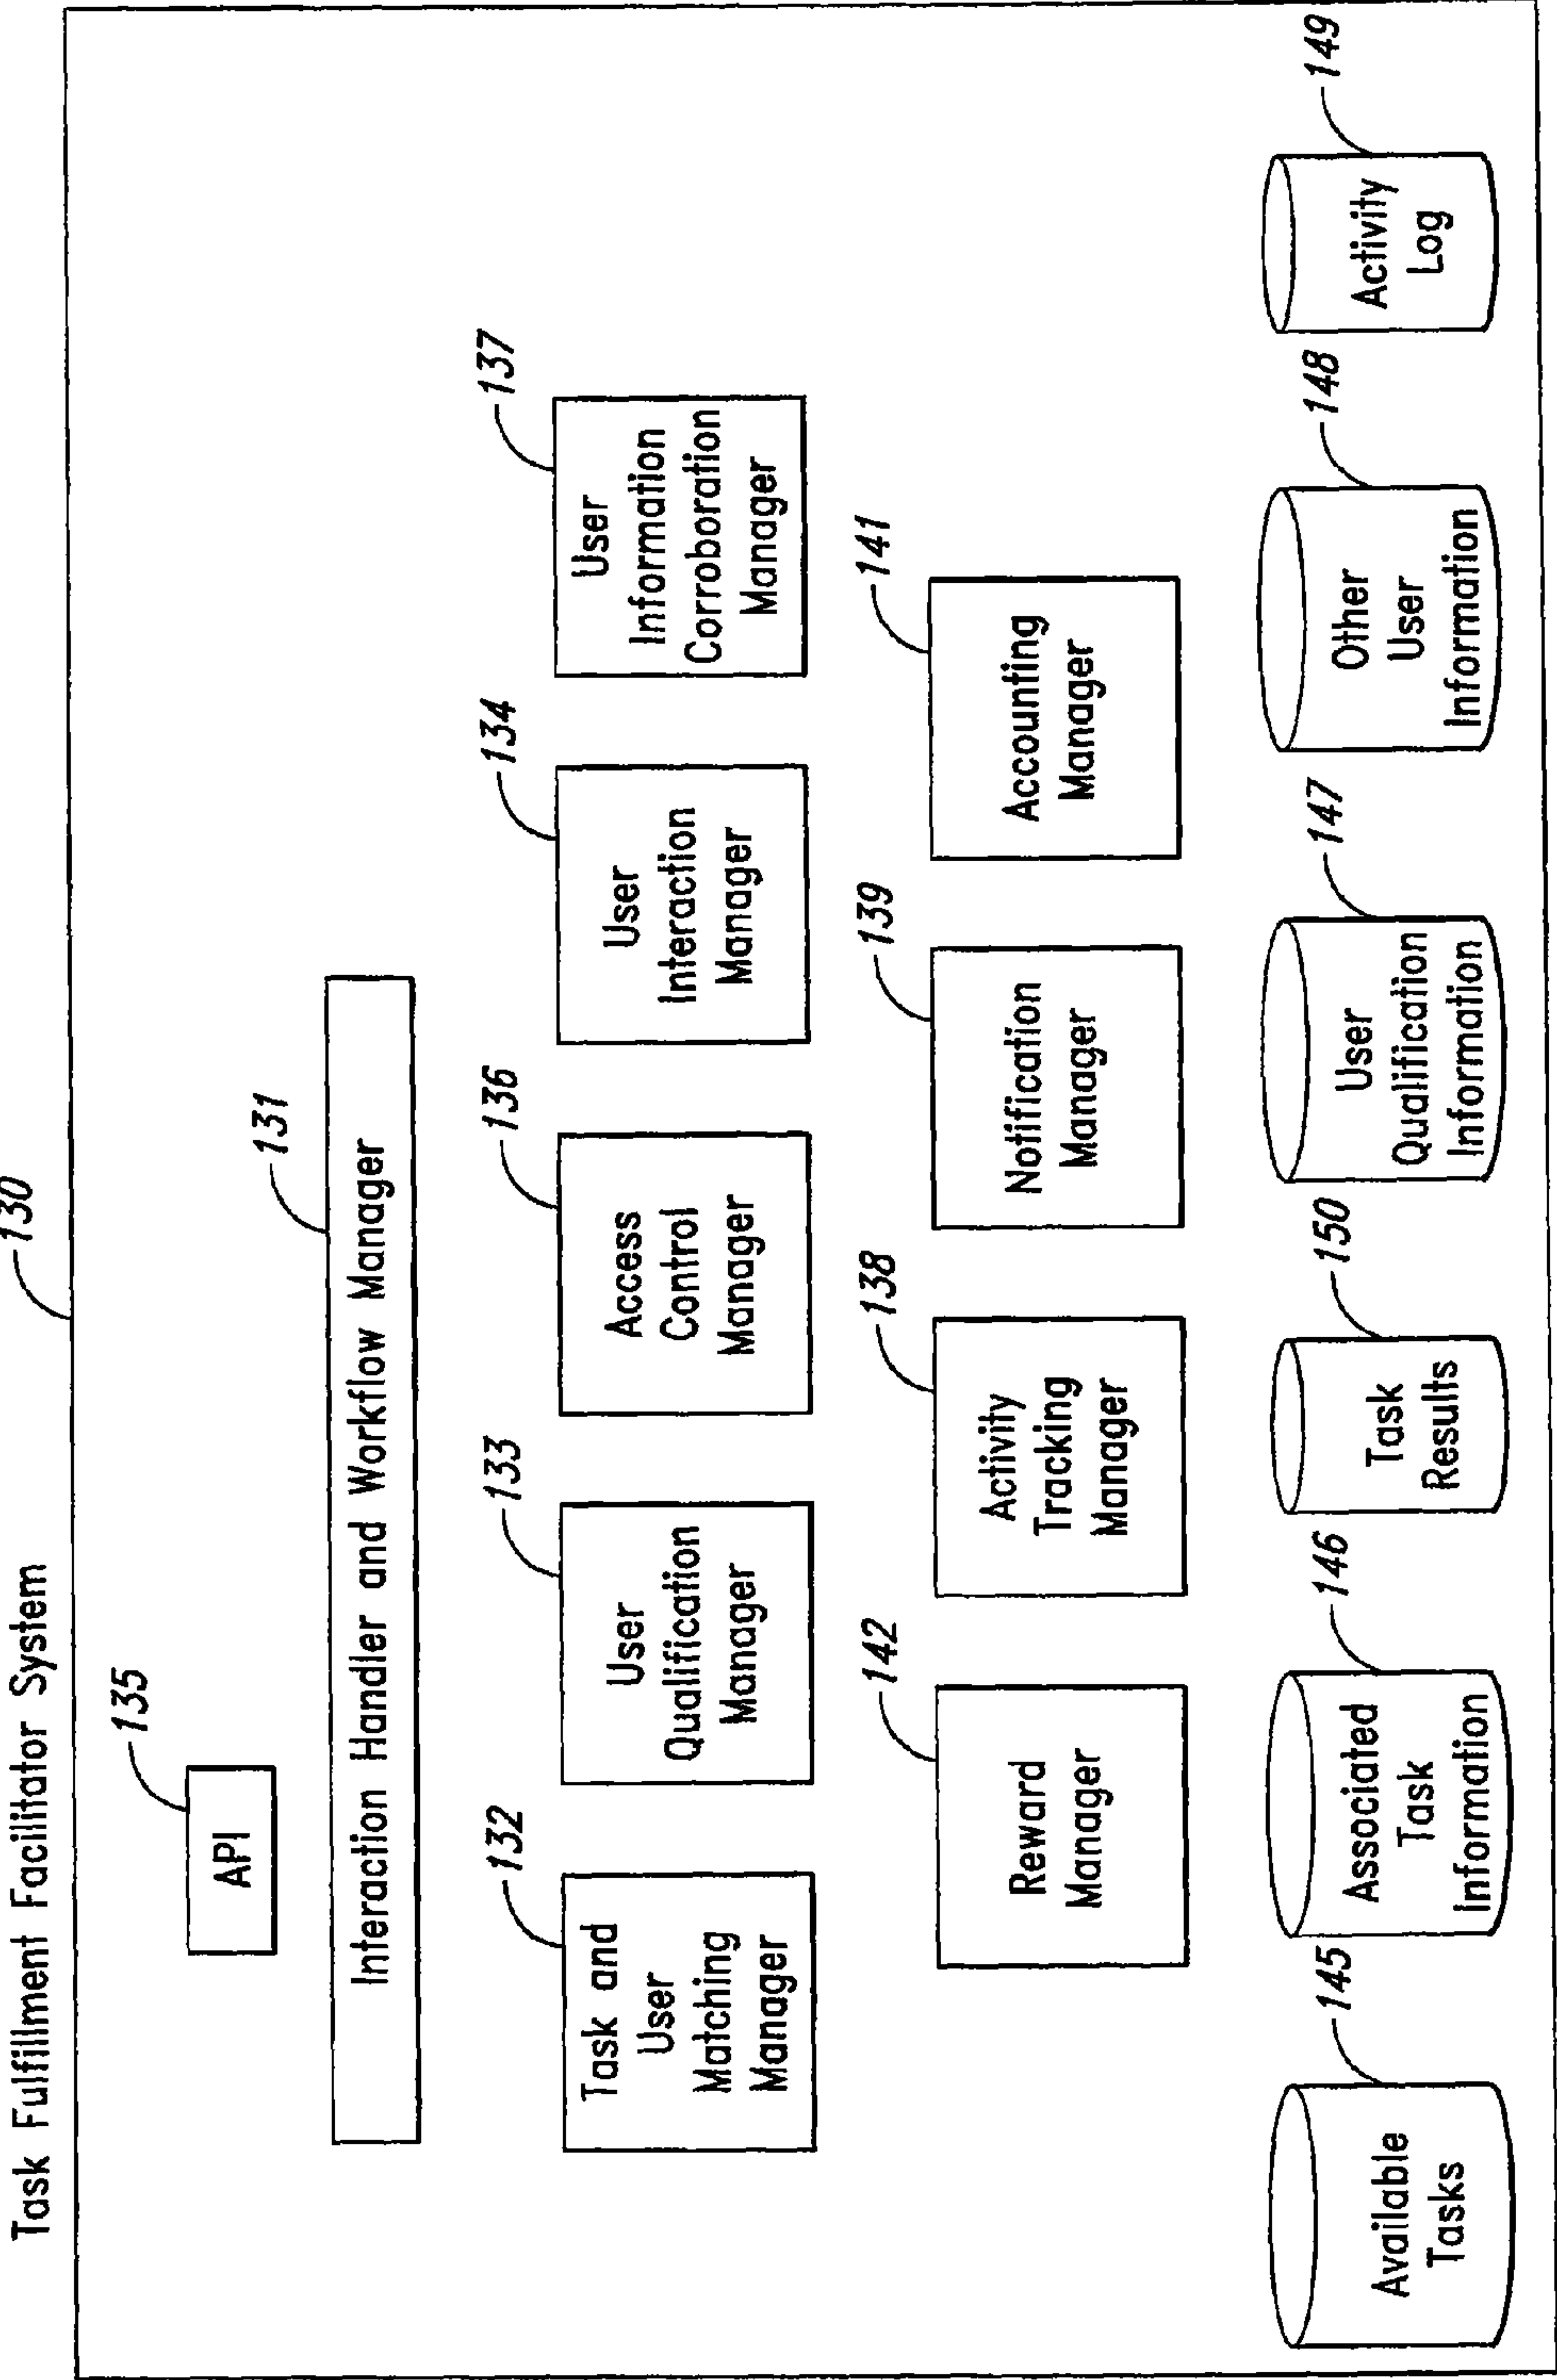 Task Fulfillment Facilitator System
130
135
API
131
Interaction Handler and Workflow Manager
132
Task and
User
Matching
Manager
133
User
Qualification
Manager
136
Access
Control
Manager
134
User
Interaction
Manager
137
User
Information
Corroboration
Manager
142
Reward
Manager
138
Activity
Tracking
Manager
139
Notification
Manager
141
Accounting
Manager
145
Available
Tasks
146
Associated
Task
Information
150
Task
Results
147
User
Qualification
Information
148
Other
User
Information
149
Activity
Log